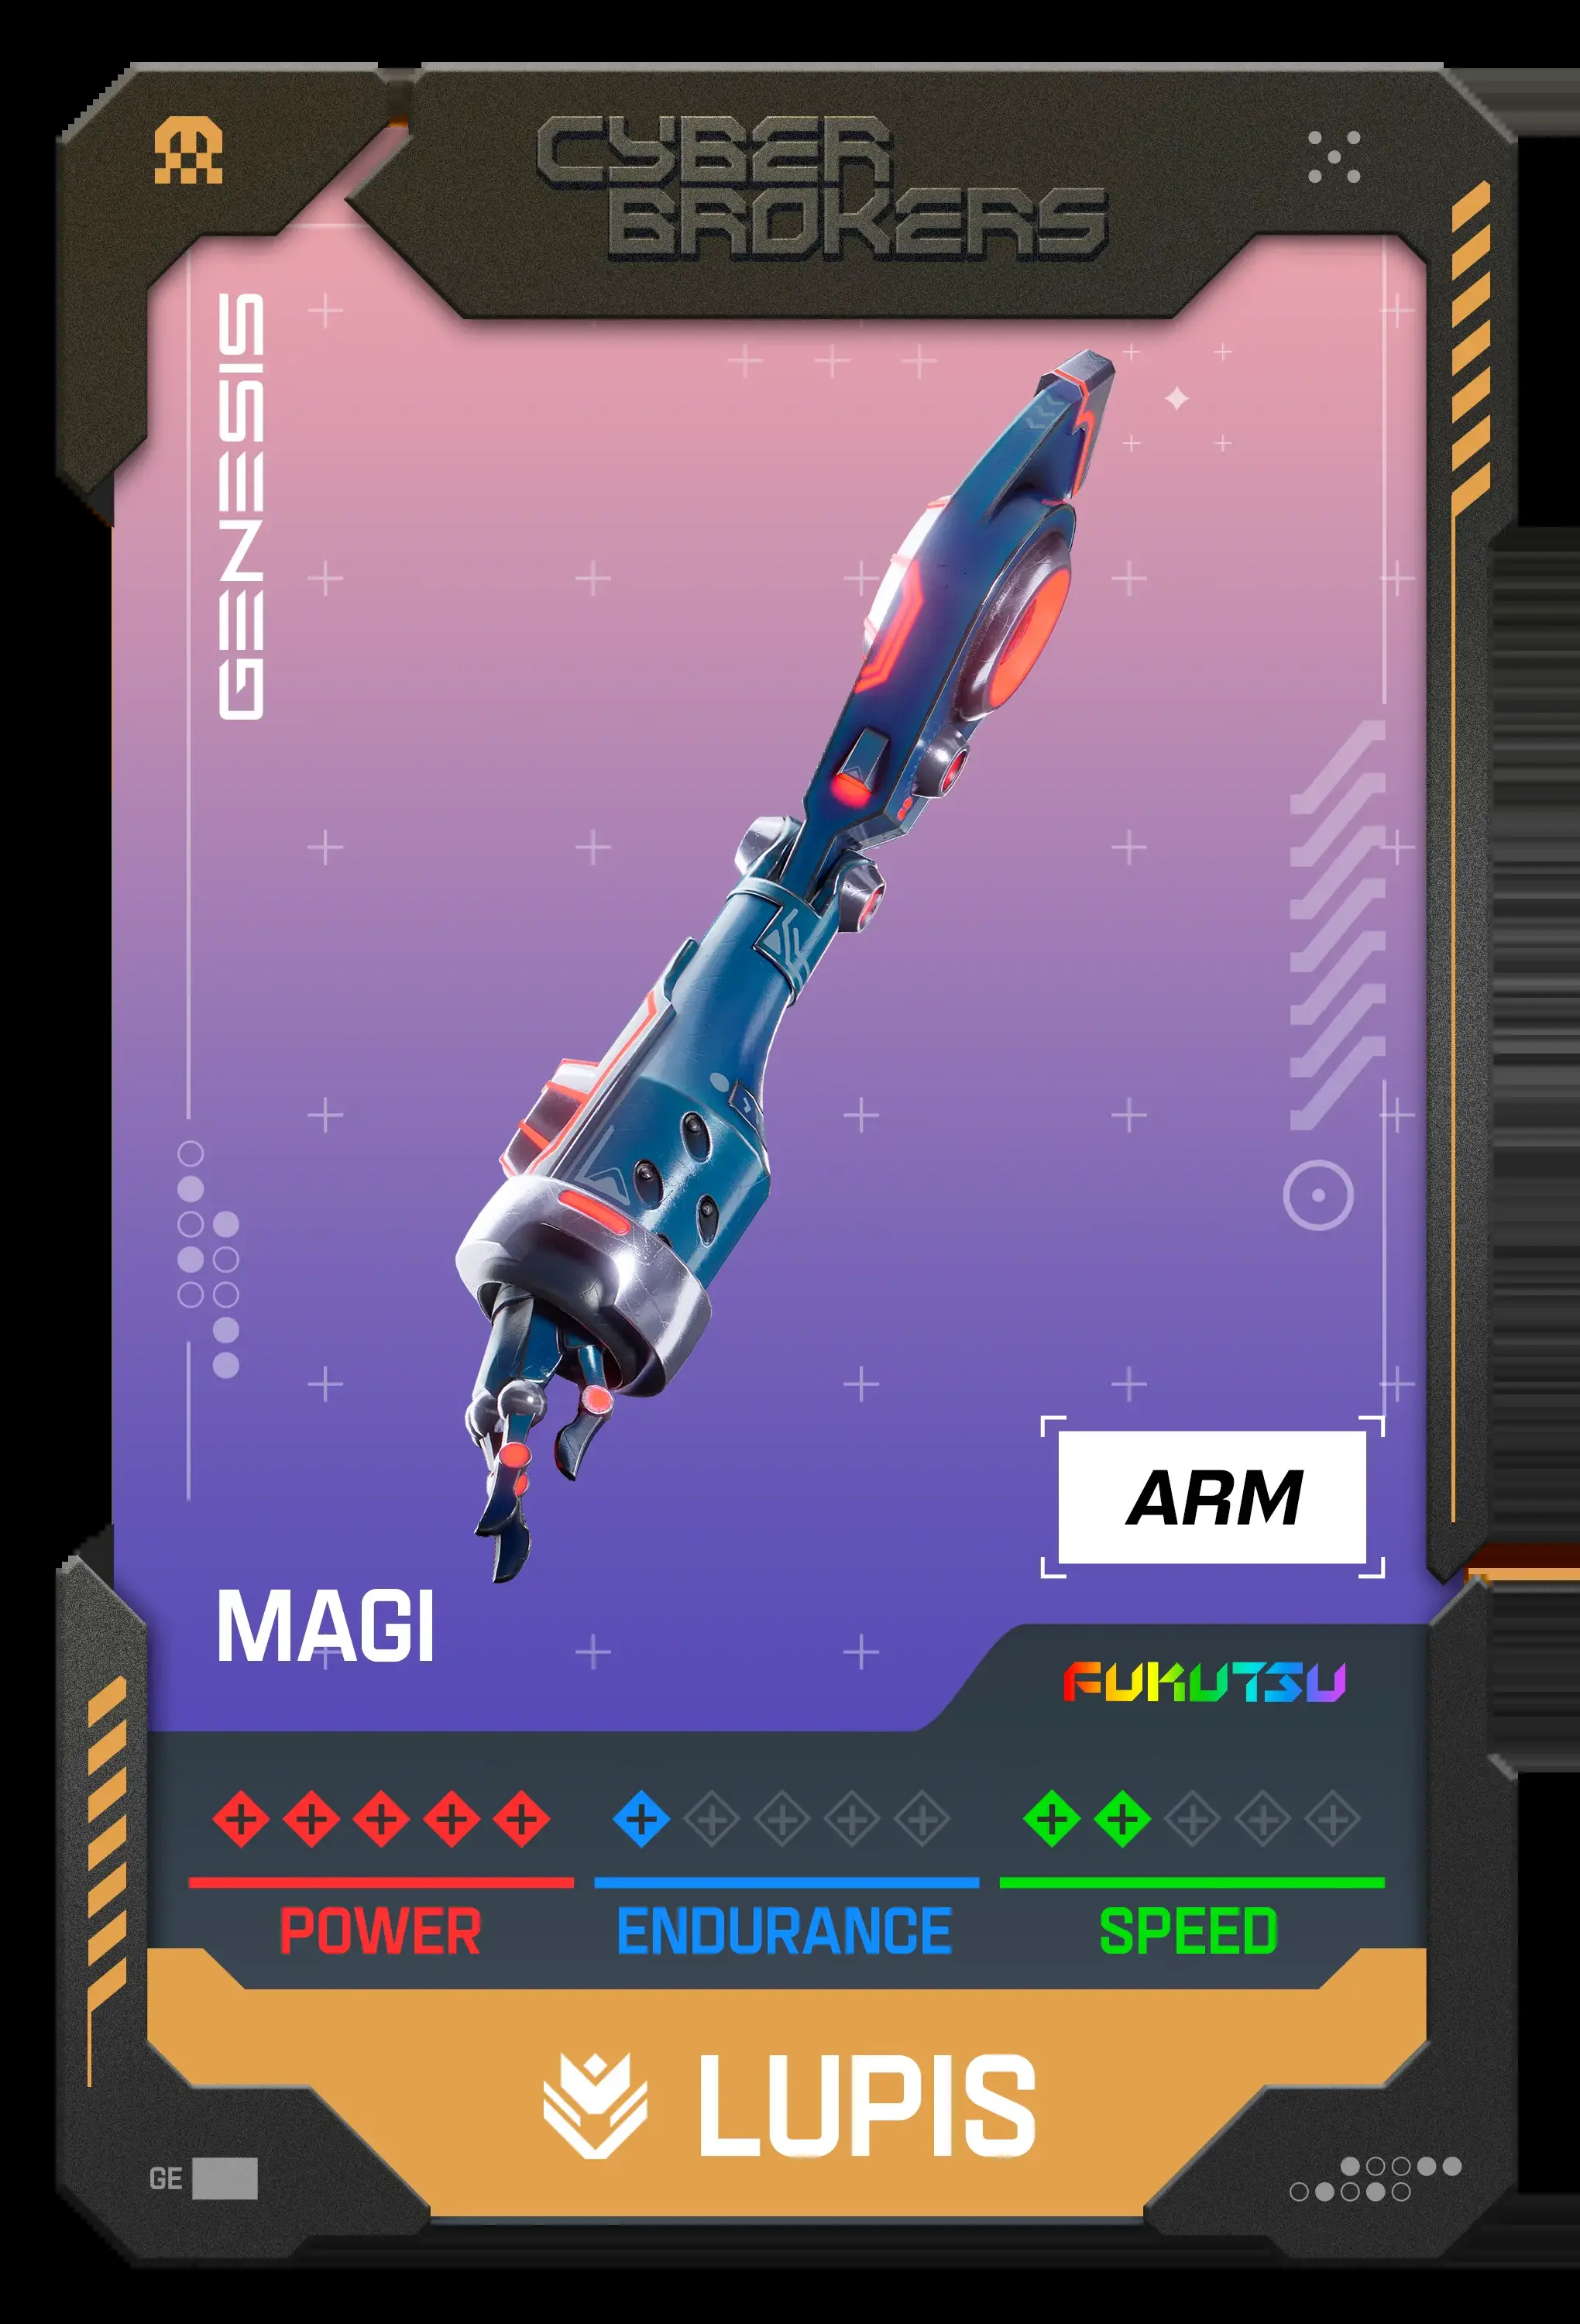 CYBER
BROKERS
GENESIS
ARM
MAGI
FUKUTSU
POWER
ENDURANCE
SPEED
LUPIS
GE